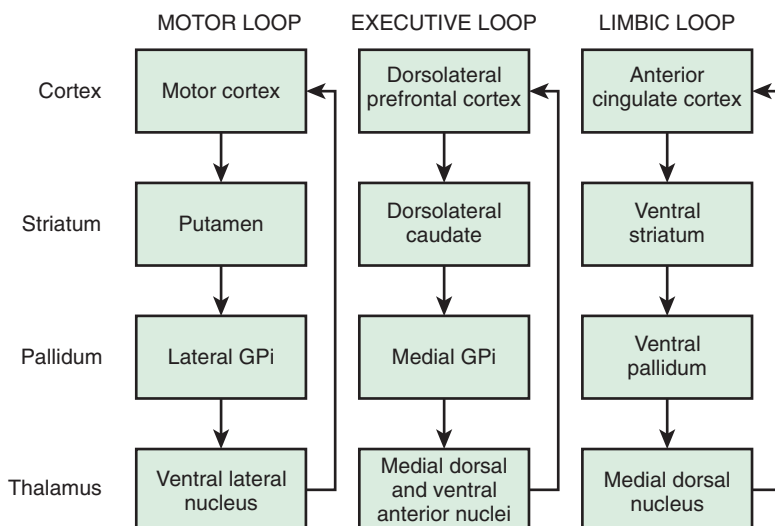 MOTOR LOOP
EXECUTIVE LOOP
LIMBIC LOOP
Cortex
Motor cortex
Dorsolateral
prefrontal cortex
Anterior
cingulate cortex
Striatum
Putamen
Dorsolateral
caudate
Ventral
striatum
Pallidum
Lateral GPi
Medial GPi
Ventral
pallidum
Thalamus
Ventral lateral
nucleus
Medial dorsal
and ventral
anterior nuclei
Medial dorsal
nucleus